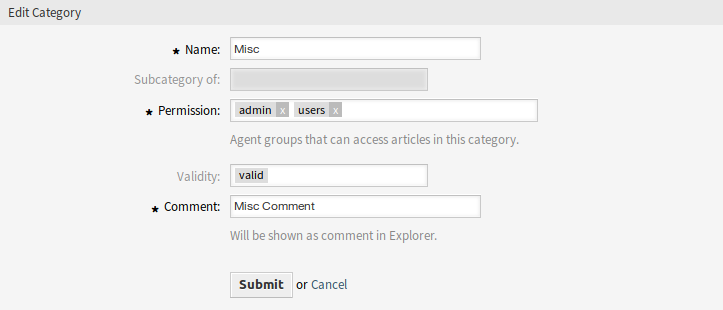 Edit Category
★ Name: Misc
Subcategory of:
★ Permission: admin x users x
Agent groups that can access articles in this category.
Validity: valid
★ Comment: Misc Comment
Will be shown as comment in Explorer.
Submit or Cancel